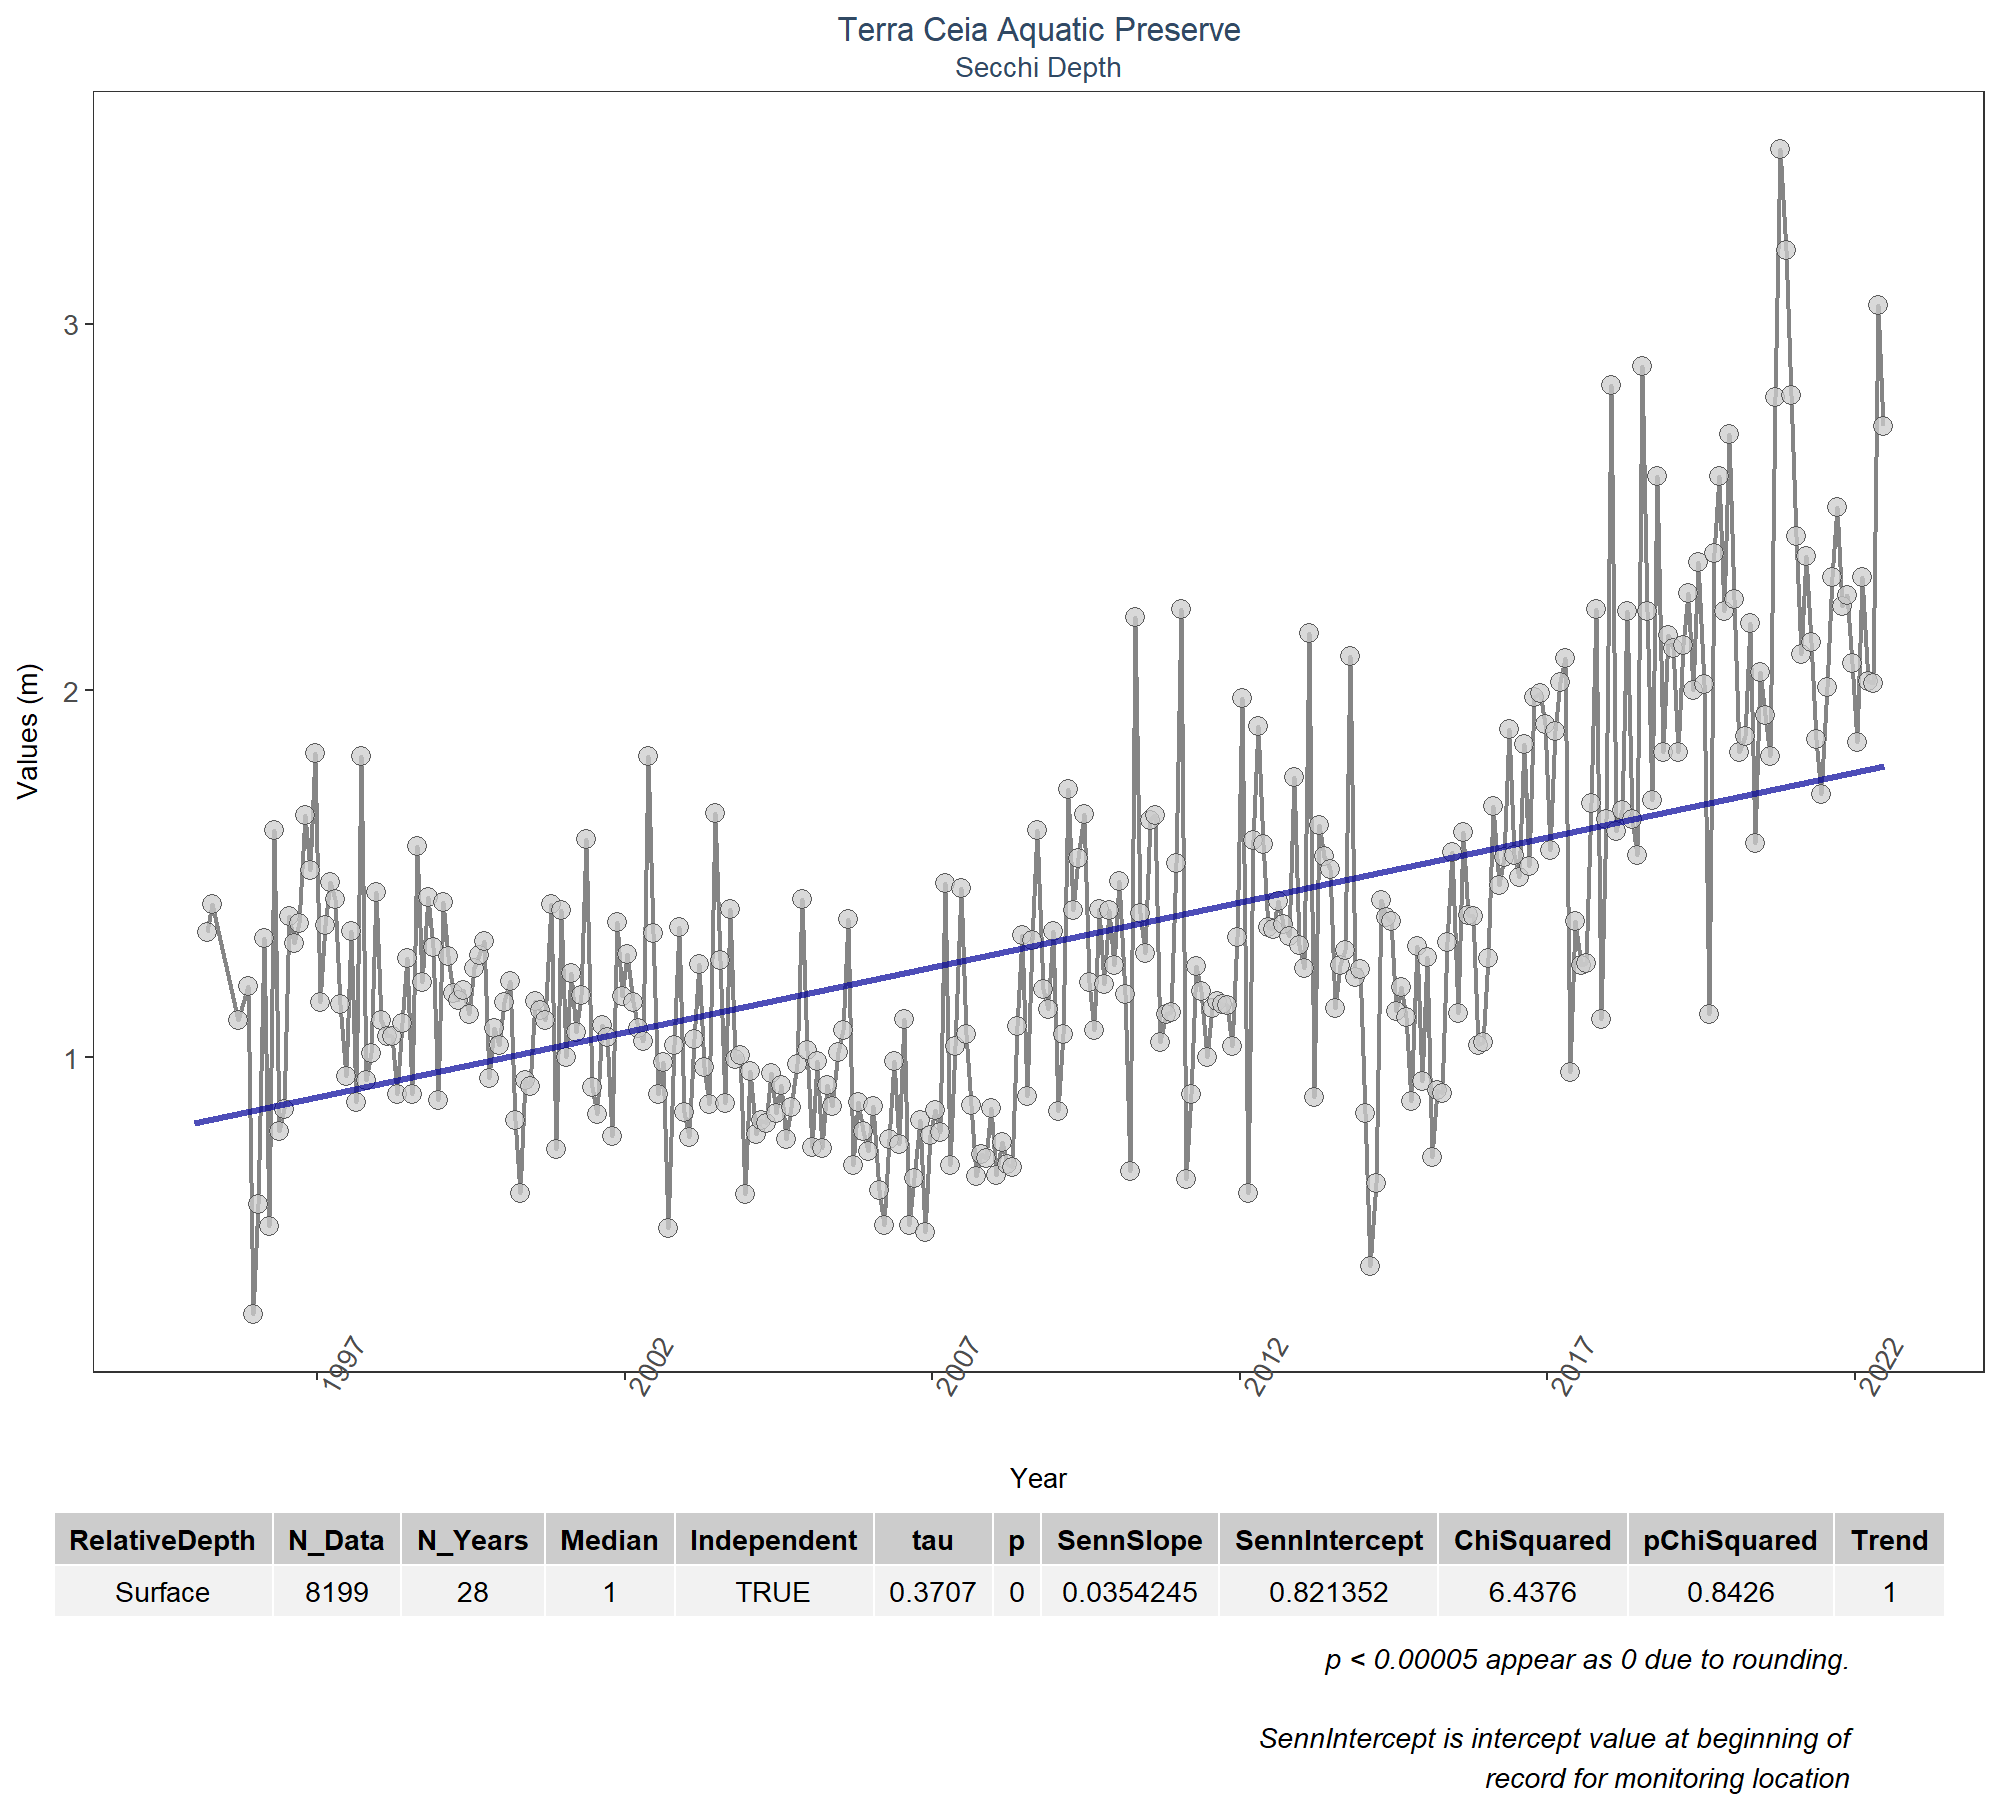 Terra Ceia Aquatic Preserve
Secchi Depth
Values (m)
3
2
1
1997 2002 2007 2012 2017 2022
Year
RelativeDepth N_Data N_Years Median Independent tau p SennSlope SennIntercept ChiSquared pChiSquared Trend
Surface 8199 28 1 TRUE 0.3707 0 0.0354245 0.821352 6.4376 0.8426 1
p < 0.00005 appear as 0 due to rounding.
SennIntercept is intercept value at beginning of
record for monitoring location